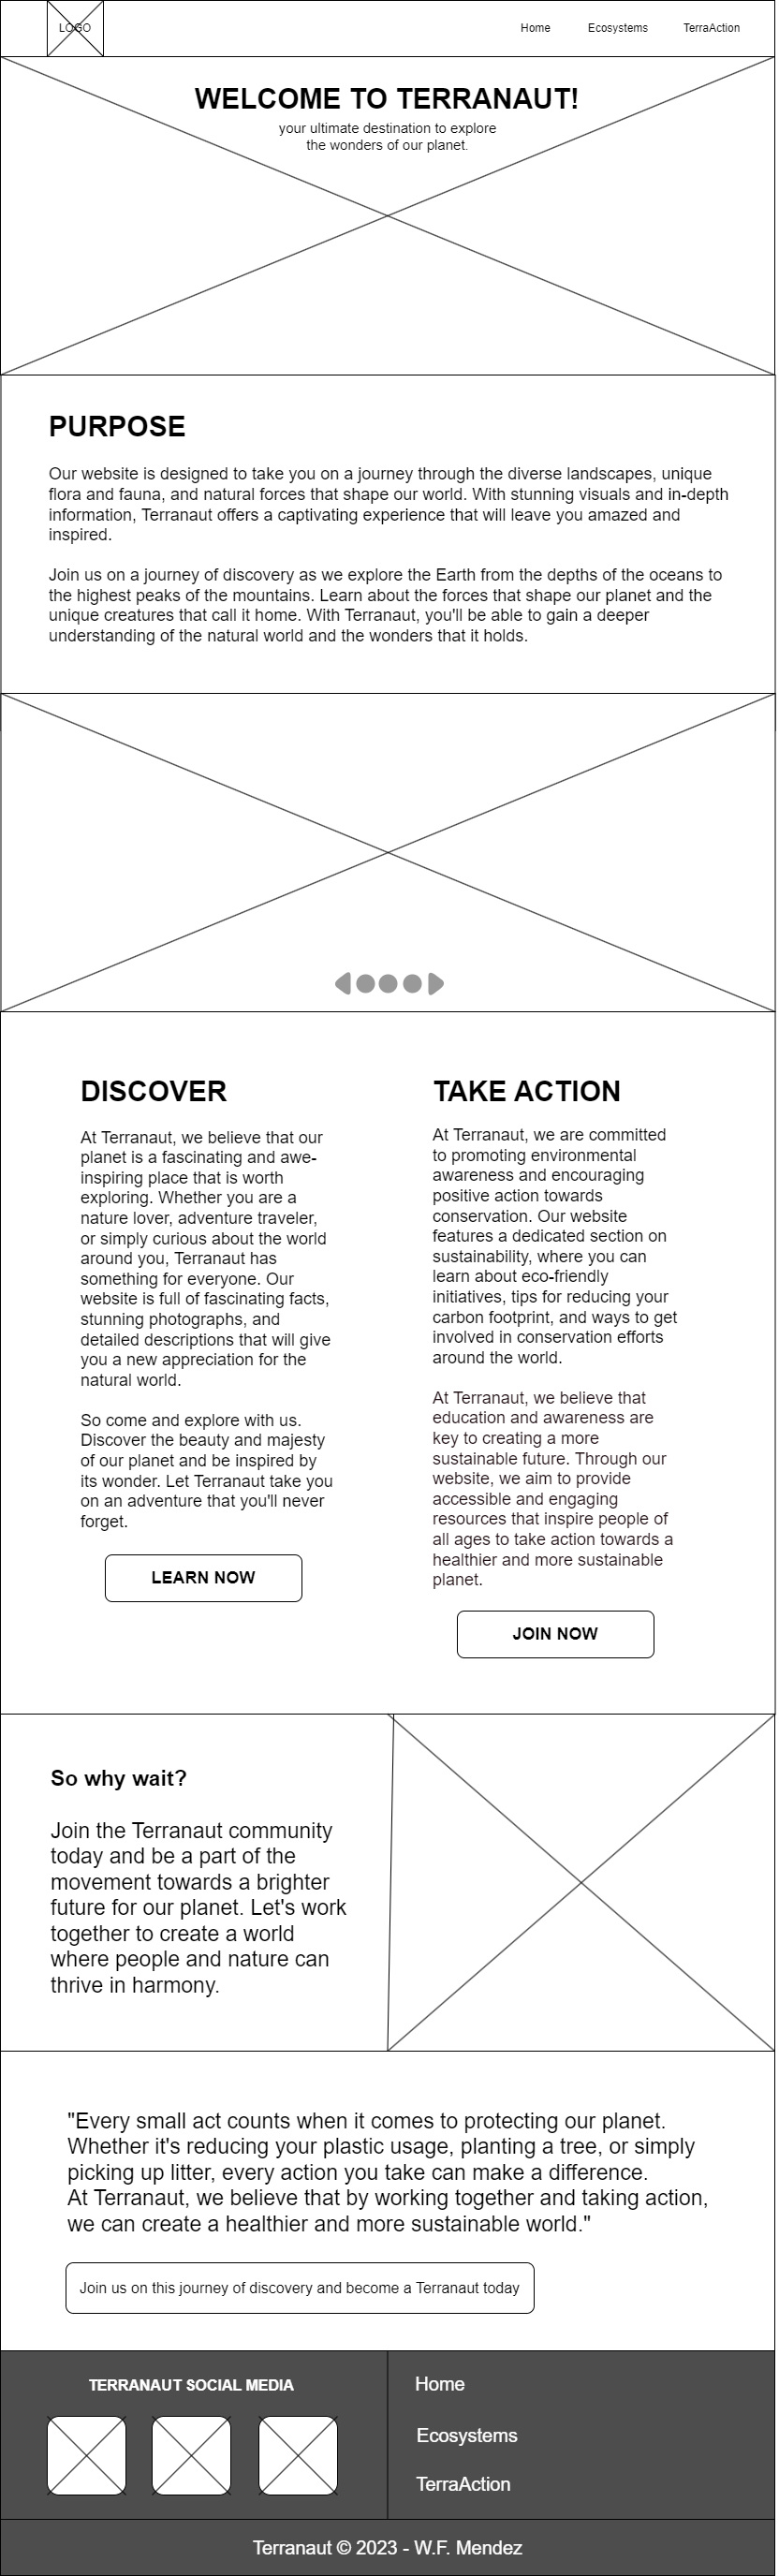 LOGO
Home
Ecosystems
TerraAction
WELCOME TO TERRANAUT!
your ultimate destination to explore
the wonders of our planet.
PURPOSE
Our website is designed to take you on a journey through the diverse landscapes, unique
flora and fauna, and natural forces that shape our world. With stunning visuals and in-depth
information, Terranaut offers a captivating experience that will leave you amazed and
inspired.
Join us on a journey of discovery as we explore the Earth from the depths of the oceans to
the highest peaks of the mountains. Learn about the forces that shape our planet and the
unique creatures that call it home. With Terranaut, you'll be able to gain a deeper
understanding of the natural world and the wonders that it holds.
DISCOVER
At Terranaut, we believe that our
planet is a fascinating and awe-
inspiring place that is worth
exploring. Whether you are a
nature lover, adventure traveler,
or simply curious about the world
around you, Terranaut has
something for everyone. Our
website is full of fascinating facts,
stunning photographs, and
detailed descriptions that will give
you a new appreciation for the
natural world.
So come and explore with us.
Discover the beauty and majesty
of our planet and be inspired by
its wonder. Let Terranaut take you
on an adventure that you'll never
forget.
LEARN NOW
TAKE ACTION
At Terranaut, we are committed
to promoting environmental
awareness and encouraging
positive action towards
conservation. Our website
features a dedicated section on
sustainability, where you can
learn about eco-friendly
initiatives, tips for reducing your
carbon footprint, and ways to get
involved in conservation efforts
around the world.
At Terranaut, we believe that
education and awareness are
key to creating a more
sustainable future. Through our
website, we aim to provide
accessible and engaging
resources that inspire people of
all ages to take action towards a
healthier and more sustainable
planet.
JOIN NOW
So why wait?
Join the Terranaut community
today and be a part of the
movement towards a brighter
future for our planet. Let's work
together to create a world
where people and nature can
thrive in harmony.
"Every small act counts when it comes to protecting our planet.
Whether it's reducing your plastic usage, planting a tree, or simply
picking up litter, every action you take can make a difference.
At Terranaut, we believe that by working together and taking action,
we can create a healthier and more sustainable world."
Join us on this journey of discovery and become a Terranaut today
TERRANAUT SOCIAL MEDIA
Home
Ecosystems
TerraAction
Terranaut © 2023 - W.F. Mendez